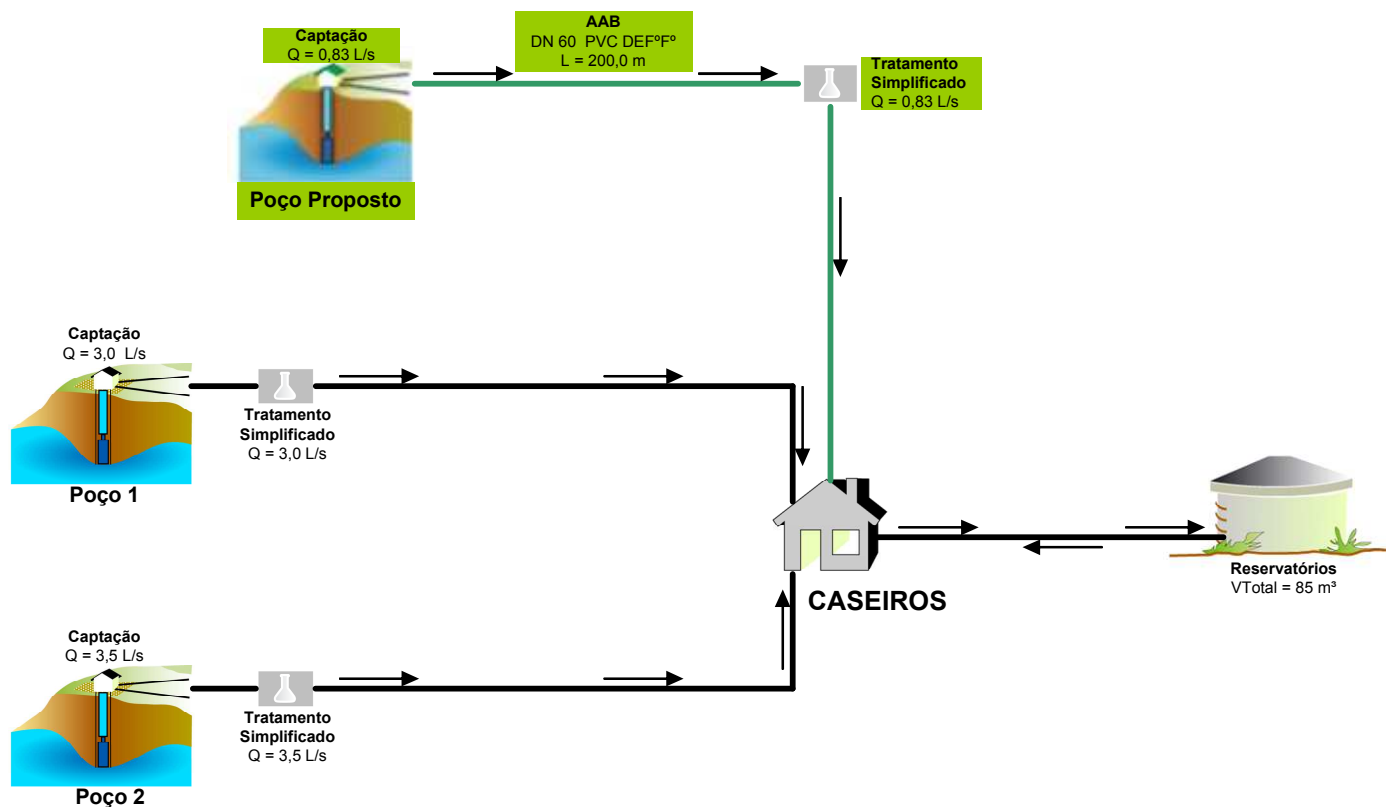 AAB
DN 60 PVC DEFºFº
L = 200,0 m
Captação
Q = 0,83 L/s
Tratamento
Simplificado
Q = 0,83 L/s
Poço Proposto
Captação
Q = 3,0 L/s
Tratamento
Simplificado
Q = 3,0 L/s
Poço 1
CASEIROS
Reservatórios
VTotal = 85 m³
Captação
Q = 3,5 L/s
Tratamento
Simplificado
Q = 3,5 L/s
Poço 2